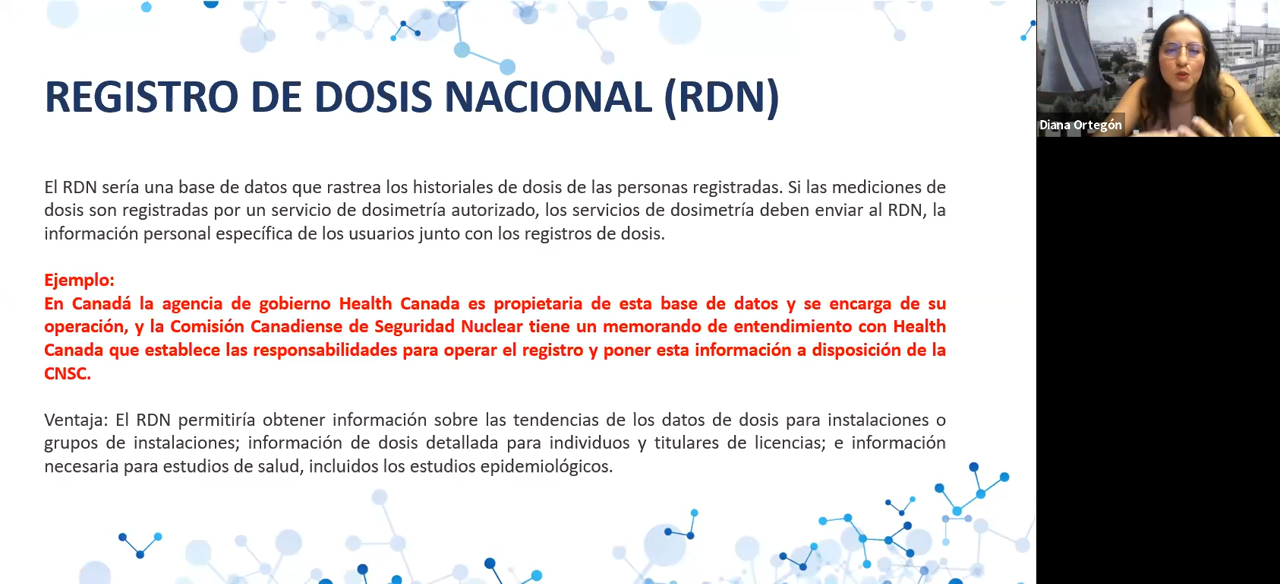 REGISTRO DE DOSIS NACIONAL (RDN)
Diana Ortegón
El RDN sería una base de datos que rastrea los historiales de dosis de las personas registradas. Si las mediciones de
dosis son registradas por un servicio de dosimetría autorizado, los servicios de dosimetría deben enviar al RDN, la
información personal específica de los usuarios junto con los registros de dosis.
Ejemplo:
En Canadá la agencia de gobierno Health Canada es propietaria de esta base de datos y se encarga de su
operación, y la Comisión Canadiense de Seguridad Nuclear tiene un memorando de entendimiento con Health
Canada que establece las responsabilidades para operar el registro y poner esta información a disposición de la
CNSC.
Ventaja: El RDN permitiría obtener información sobre las tendencias de los datos de dosis para instalaciones o
grupos de instalaciones; información de dosis detallada para individuos y titulares de licencias; e información
necesaria para estudios de salud, incluidos los estudios epidemiológicos.